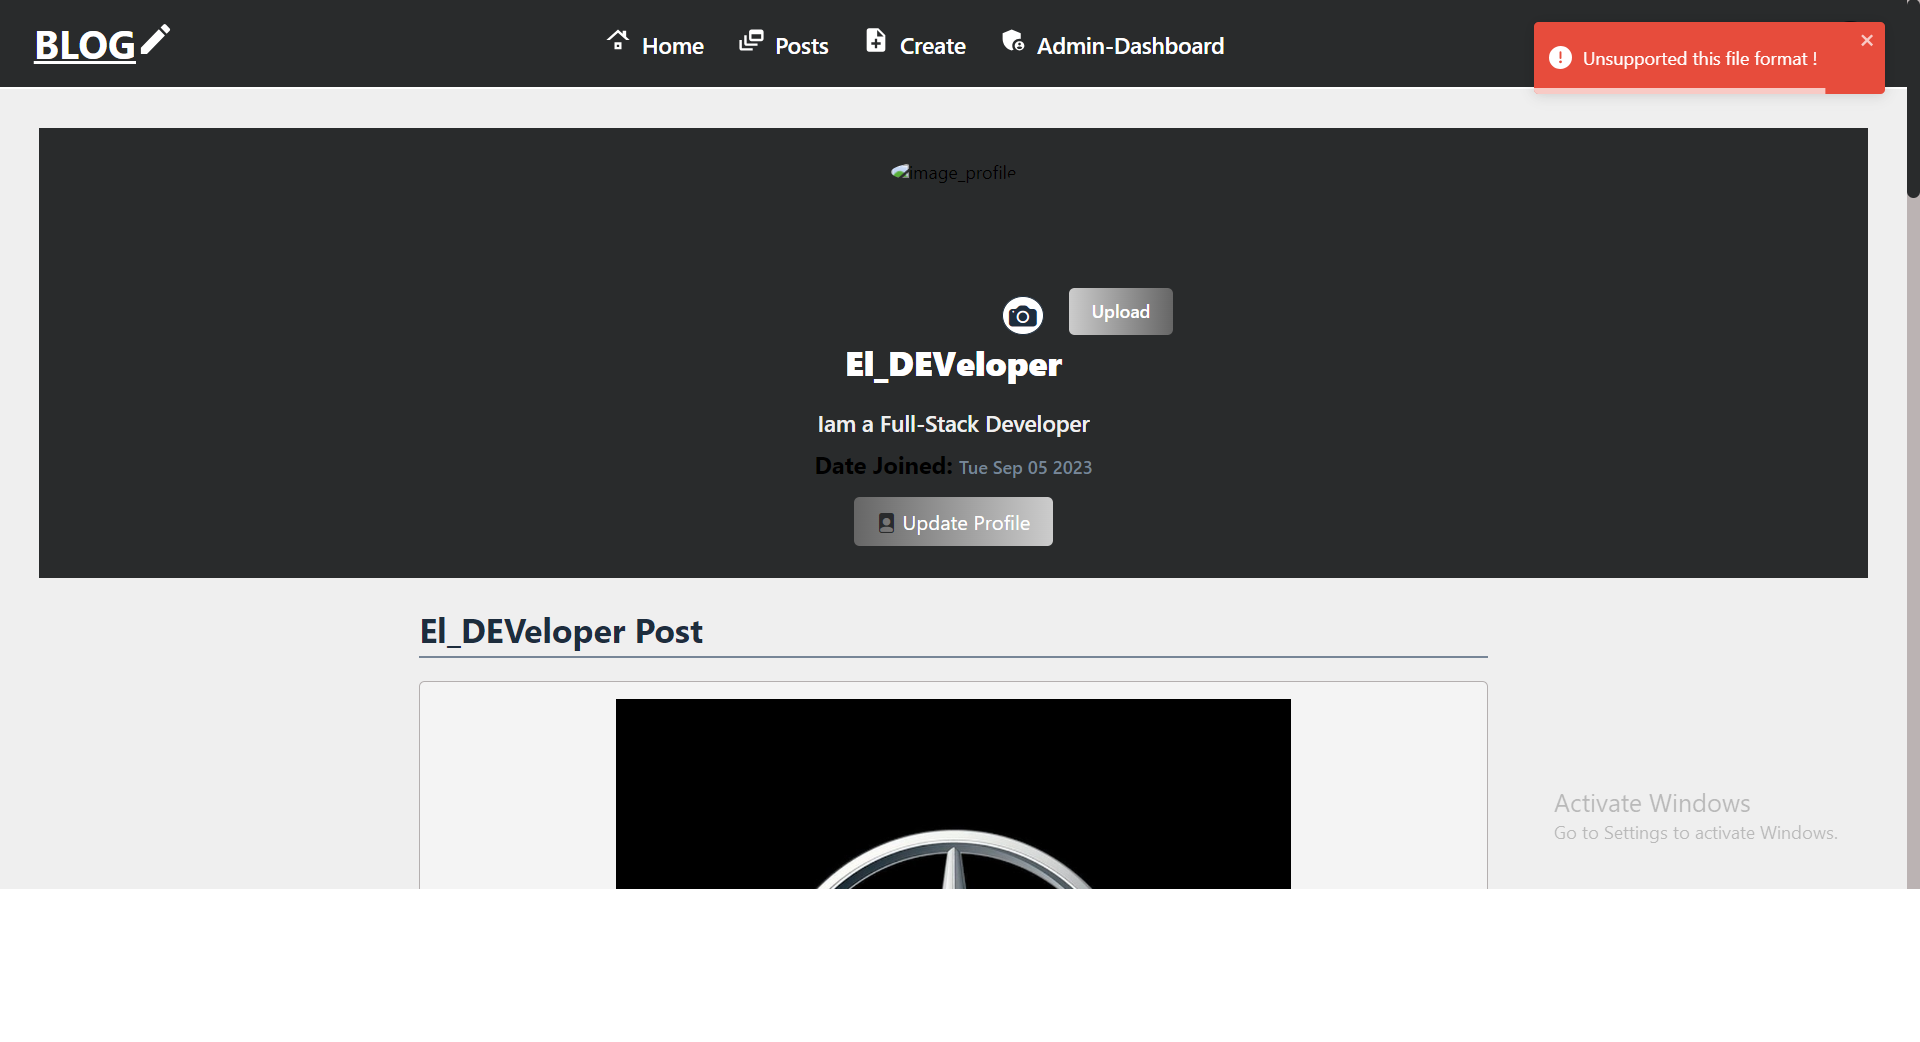 BLOG
Home
Posts
Create
Admin-Dashboard
Unsupported this file format !
image_profile
Upload
El_DEVeloper
Iam a Full-Stack Developer
Date Joined: Tue Sep 05 2023
Update Profile
El_DEVeloper Post
Activate Windows
Go to Settings to activate Windows.